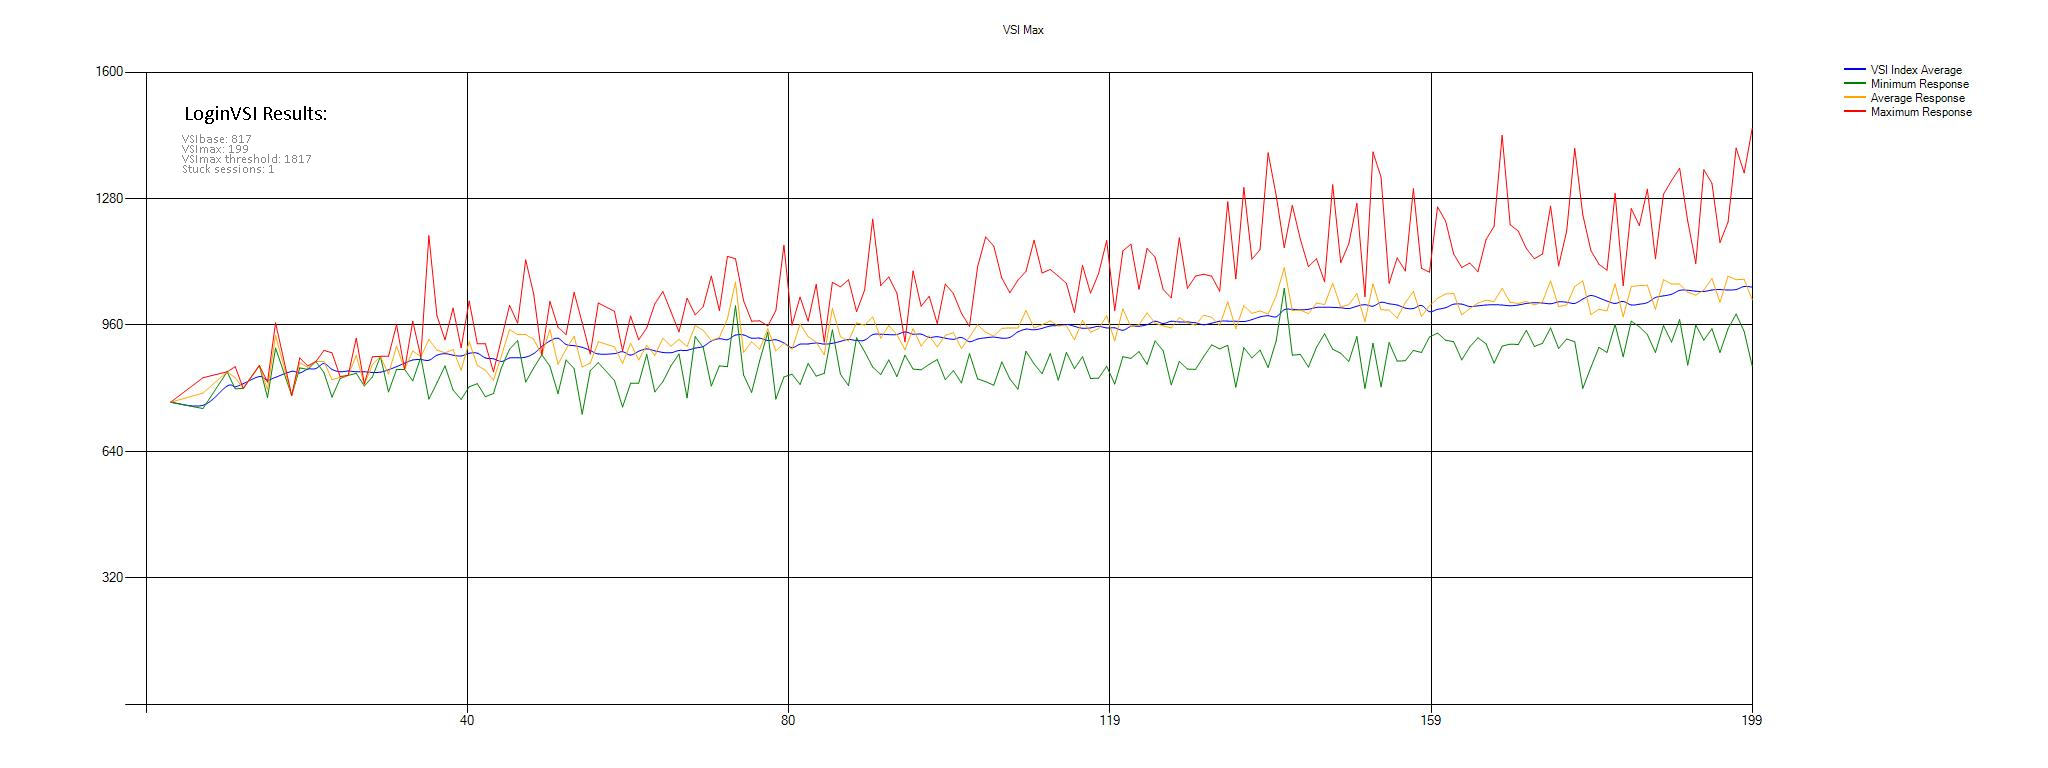 VSI Max
1600
1280
960
640
320
LoginVSI Results:
VSIbase: 817
VSImax: 199
VSImax threshold: 1817
Stuck sessions: 1
VSI Index Average
Minimum Response
Average Response
Maximum Response
40
80
119
159
199